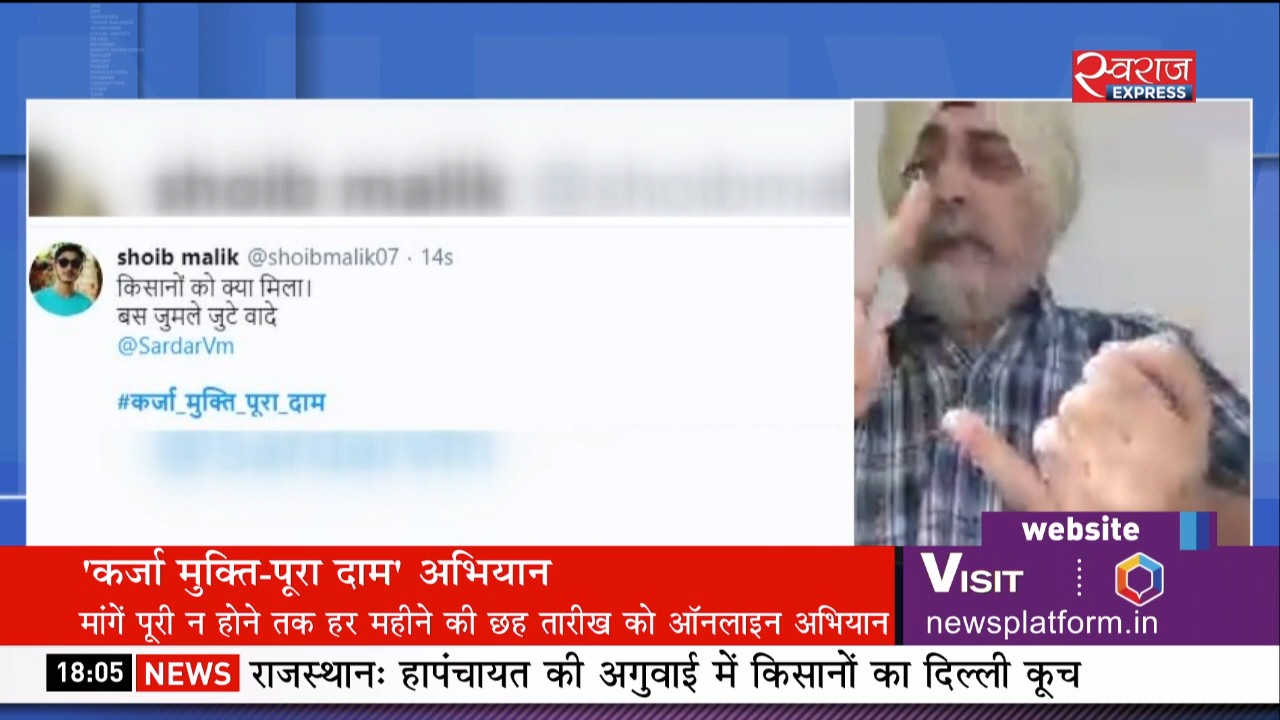 स्वराज
EXPRESS
shoib malik @shoibmalik07 · 14s
किसानों को क्या मिला।
बस जुमले जुटे वादे
@SardarVm
#कर्जा_मुक्ति_पूरा_दाम
website
VISIT
newsplatform.in
'कर्जा मुक्ति-पूरा दाम' अभियान
मांगें पूरी न होने तक हर महीने की छह तारीख को ऑनलाइन अभियान
18:05 NEWS राजस्थानः हापंचायत की अगुवाई में किसानों का दिल्ली कूच